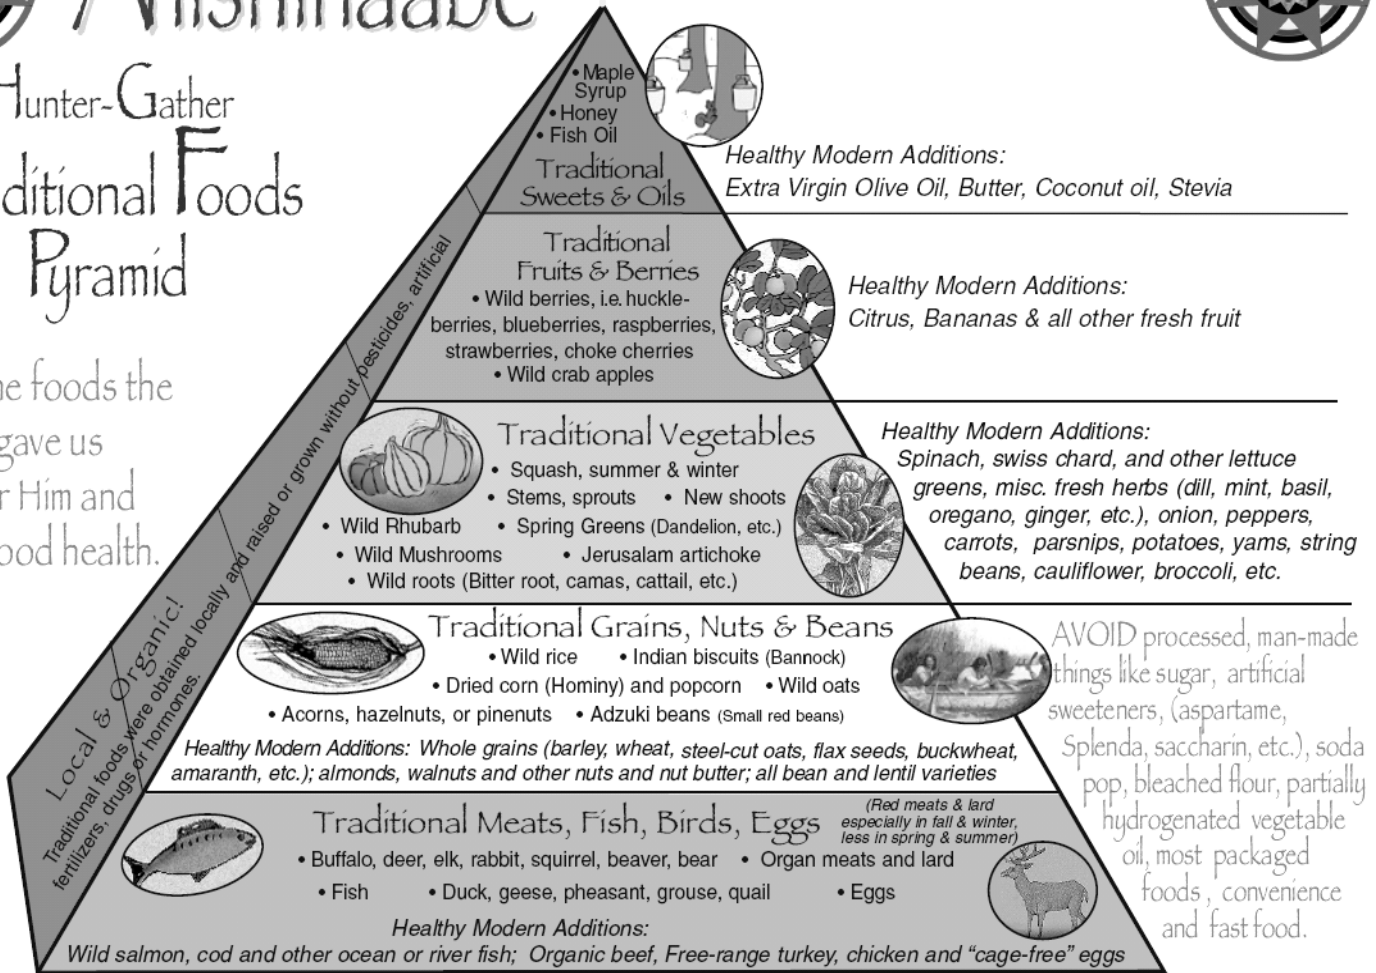 Anishinaabe
Hunter-Gather
ditional Foods
Pyramid
he foods the
gave us
r Him and
ood health.
Local & Organic!
Traditional foods were obtained locally and raised or grown without pesticides, artificial
fertilizers, drugs or hormones.
• Maple
Syrup
• Honey
• Fish Oil
Traditional
Sweets & Oils
Healthy Modern Additions:
Extra Virgin Olive Oil, Butter, Coconut oil, Stevia
Traditional
Fruits & Berries
• Wild berries, i.e. huckle-
berries, blueberries, raspberries,
strawberries, choke cherries
• Wild crab apples
Healthy Modern Additions:
Citrus, Bananas & all other fresh fruit
Traditional Vegetables
• Squash, summer & winter
• Stems, sprouts • New shoots
• Wild Rhubarb • Spring Greens (Dandelion, etc.)
• Wild Mushrooms • Jerusalam artichoke
• Wild roots (Bitter root, camas, cattail, etc.)
Healthy Modern Additions:
Spinach, swiss chard, and other lettuce
greens, misc. fresh herbs (dill, mint, basil,
oregano, ginger, etc.), onion, peppers,
carrots, parsnips, potatoes, yams, string
beans, cauliflower, broccoli, etc.
Traditional Grains, Nuts & Beans
• Wild rice • Indian biscuits (Bannock)
• Dried corn (Hominy) and popcorn • Wild oats
• Acorns, hazelnuts, or pinenuts • Adzuki beans (Small red beans)
Healthy Modern Additions: Whole grains (barley, wheat, steel-cut oats, flax seeds, buckwheat,
amaranth, etc.); almonds, walnuts and other nuts and nut butter; all bean and lentil varieties
Traditional Meats, Fish, Birds, Eggs
(Red meats & lard
especially in fall & winter,
less in spring & summer)
• Buffalo, deer, elk, rabbit, squirrel, beaver, bear • Organ meats and lard
• Fish • Duck, geese, pheasant, grouse, quail • Eggs
Healthy Modern Additions:
Wild salmon, cod and other ocean or river fish; Organic beef, Free-range turkey, chicken and "cage-free" eggs
AVOID processed, man-made
things like sugar, artificial
sweeteners, (aspartame,
Splenda, saccharin, etc.), soda
pop, bleached flour, partially
hydrogenated vegetable
oil, most packaged
foods, convenience
and fast food.